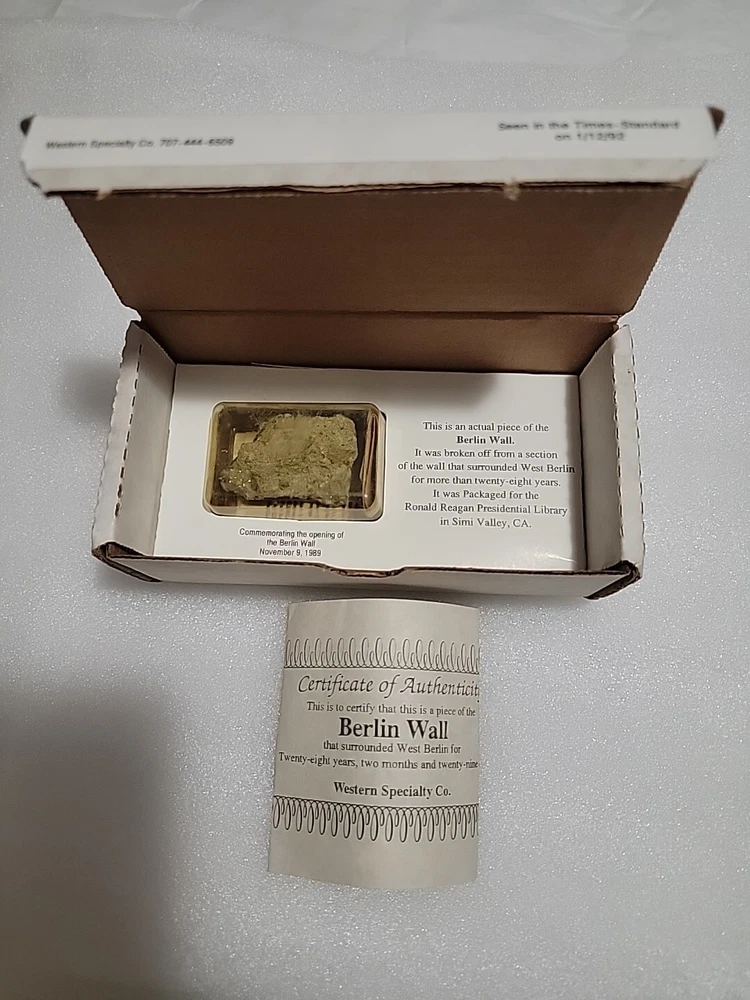 Western Specialty Co. 707-444-6509
Seen in the Times-Standard
on 1/12/92
This is an actual piece of the
Berlin Wall.
It was broken off from a section
of the wall that surrounded West Berlin
for more than twenty-eight years.
It was Packaged for the
Ronald Reagan Presidential Library
in Simi Valley, CA.
Commemorating the opening of
the Berlin Wall
November 9, 1989
Certificate of Authenticity
This is to certify that this is a piece of the
Berlin Wall
that surrounded West Berlin for
Twenty-eight years, two months and twenty-nine
Western Specialty Co.